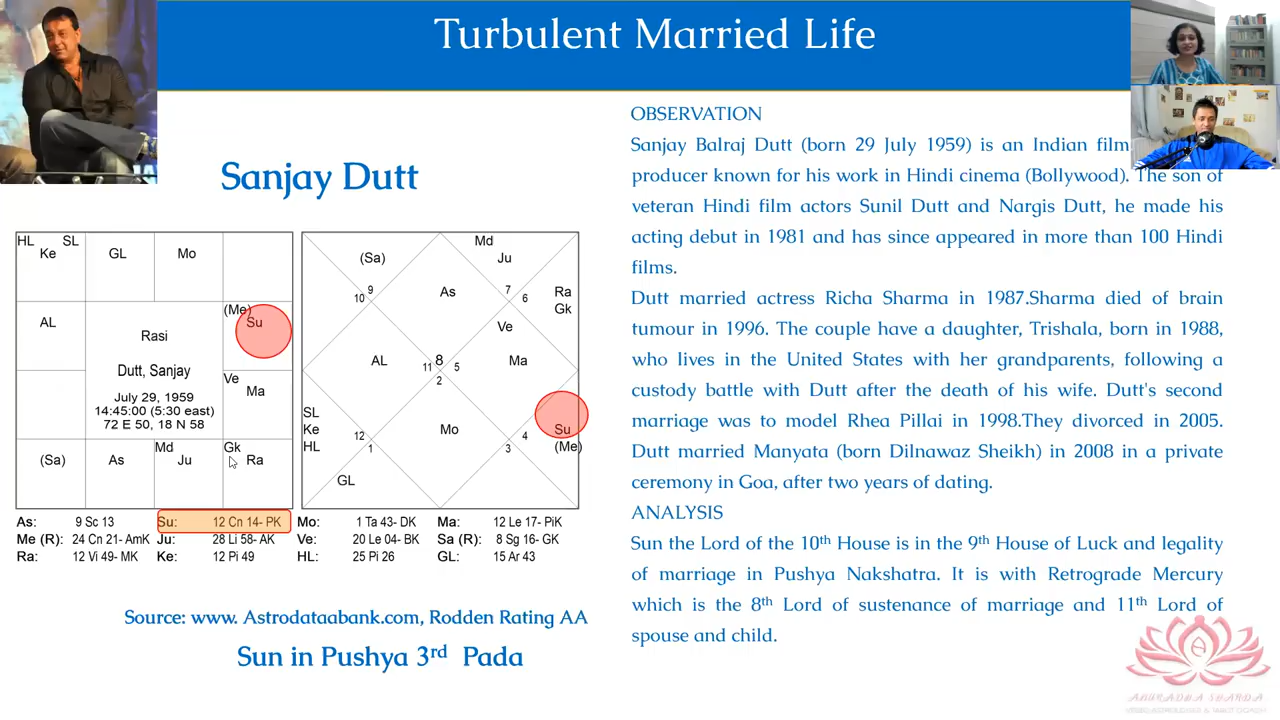 Turbulent Married Life
Sanjay Dutt
HL SL
Ke
GL
Mo
(Me)
Su
AL
Rasi
Dutt, Sanjay
July 29, 1959
14:45:00 (5:30 east)
72 E 50, 18 N 58
Ve
Ma
(Sa)
As
Md
Ju
Gk
Ra
Md
Ju
(Sa)
As
9
10
7
6
Ra
Gk
Ve
AL
11
8
5
2
Ma
SL
Ke
HL
12
1
Mo
3
4
Su
(Me)
GL
As: 9 Sc 13 Su: 12 Cn 14- PK Mo: 1 Ta 43- DK Ma: 12 Le 17- PiK
Me (R): 24 Cn 21- AmK Ju: 28 Li 58- AK Ve: 20 Le 04- BK Sa (R): 8 Sg 16- GK
Ra: 12 Vi 49- MK Ke: 12 Pi 49 HL: 25 Pi 26 GL: 15 Ar 43
Source: www. Astrodataabank.com, Rodden Rating AA
Sun in Pushya 3rd Pada
OBSERVATION
Sanjay Balraj Dutt (born 29 July 1959) is an Indian film
producer known for his work in Hindi cinema (Bollywood). The son of
veteran Hindi film actors Sunil Dutt and Nargis Dutt, he made his
acting debut in 1981 and has since appeared in more than 100 Hindi
films.
Dutt married actress Richa Sharma in 1987.Sharma died of brain
tumour in 1996. The couple have a daughter, Trishala, born in 1988,
who lives in the United States with her grandparents, following a
custody battle with Dutt after the death of his wife. Dutt's second
marriage was to model Rhea Pillai in 1998.They divorced in 2005.
Dutt married Manyata (born Dilnawaz Sheikh) in 2008 in a private
ceremony in Goa, after two years of dating.
ANALYSIS
Sun the Lord of the 10th House is in the 9th House of Luck and legality
of marriage in Pushya Nakshatra. It is with Retrograde Mercury
which is the 8th Lord of sustenance of marriage and 11th Lord of
spouse and child.